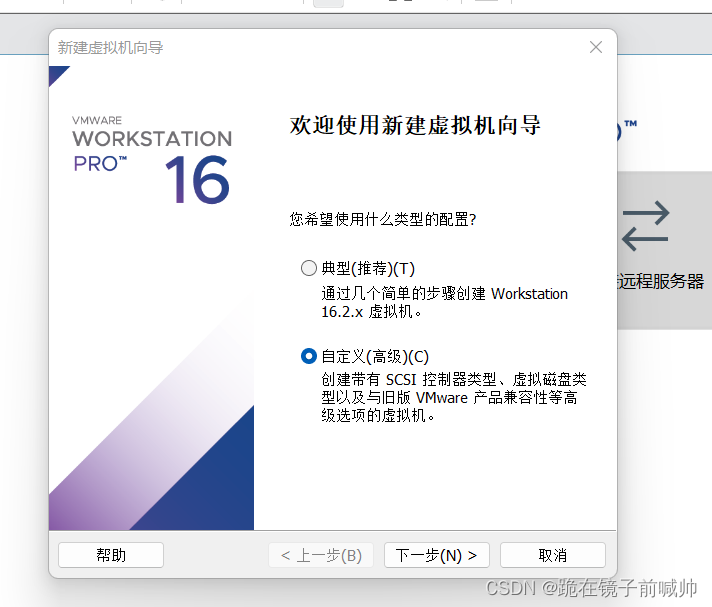 新建虚拟机向导
VMWARE
WORKSTATION
PRO™
16
欢迎使用新建虚拟机向导
™
您希望使用什么类型的配置?
典型(推荐)(T)
通过几个简单的步骤创建 Workstation
16.2.x 虚拟机。
远程服务器
自定义(高级)(C)
创建带有 SCSI 控制器类型、虚拟磁盘类
型以及与旧版 VMware 产品兼容性等高
级选项的虚拟机。
帮助
< 上一步(B)
下一步(N) >
取消
CSDN @跪在镜子前喊帅